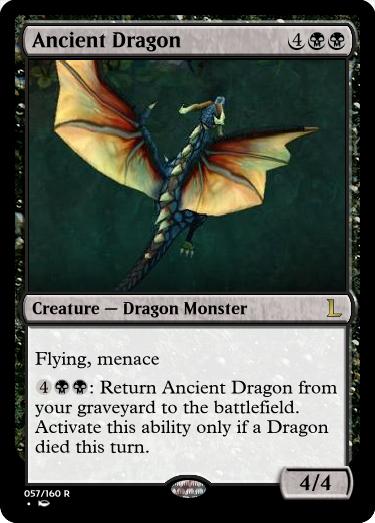 Ancient Dragon 4
Creature — Dragon Monster L
Flying, menace
4: Return Ancient Dragon from
your graveyard to the battlefield.
Activate this ability only if a Dragon
died this turn.
4/4
057/160 R